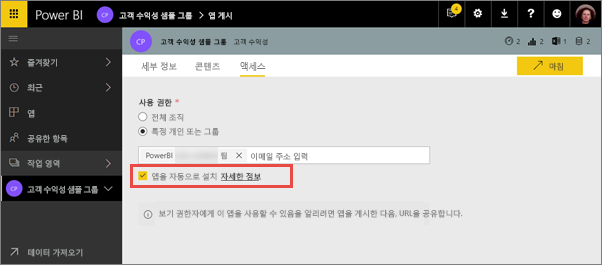 Power BI CP 고객 수익성 샘플 그룹 > 앱 게시 4
CP 고객 수익성 샘플 그룹 고객 수익성 2 2 1 2
즐겨찾기
최근
앱
공유한 항목
작업 영역
CP 고객 수익성 샘플 그룹
데이터 가져오기
세부 정보 콘텐츠 액세스 마침
사용 권한 *
전체 조직
특정 개인 또는 그룹
PowerBI 팀 × 이메일 주소 입력
앱을 자동으로 설치 자세한 정보
보기 권한자에게 이 앱을 사용할 수 있음을 알리려면 앱을 게시한 다음, URL을 공유합니다.